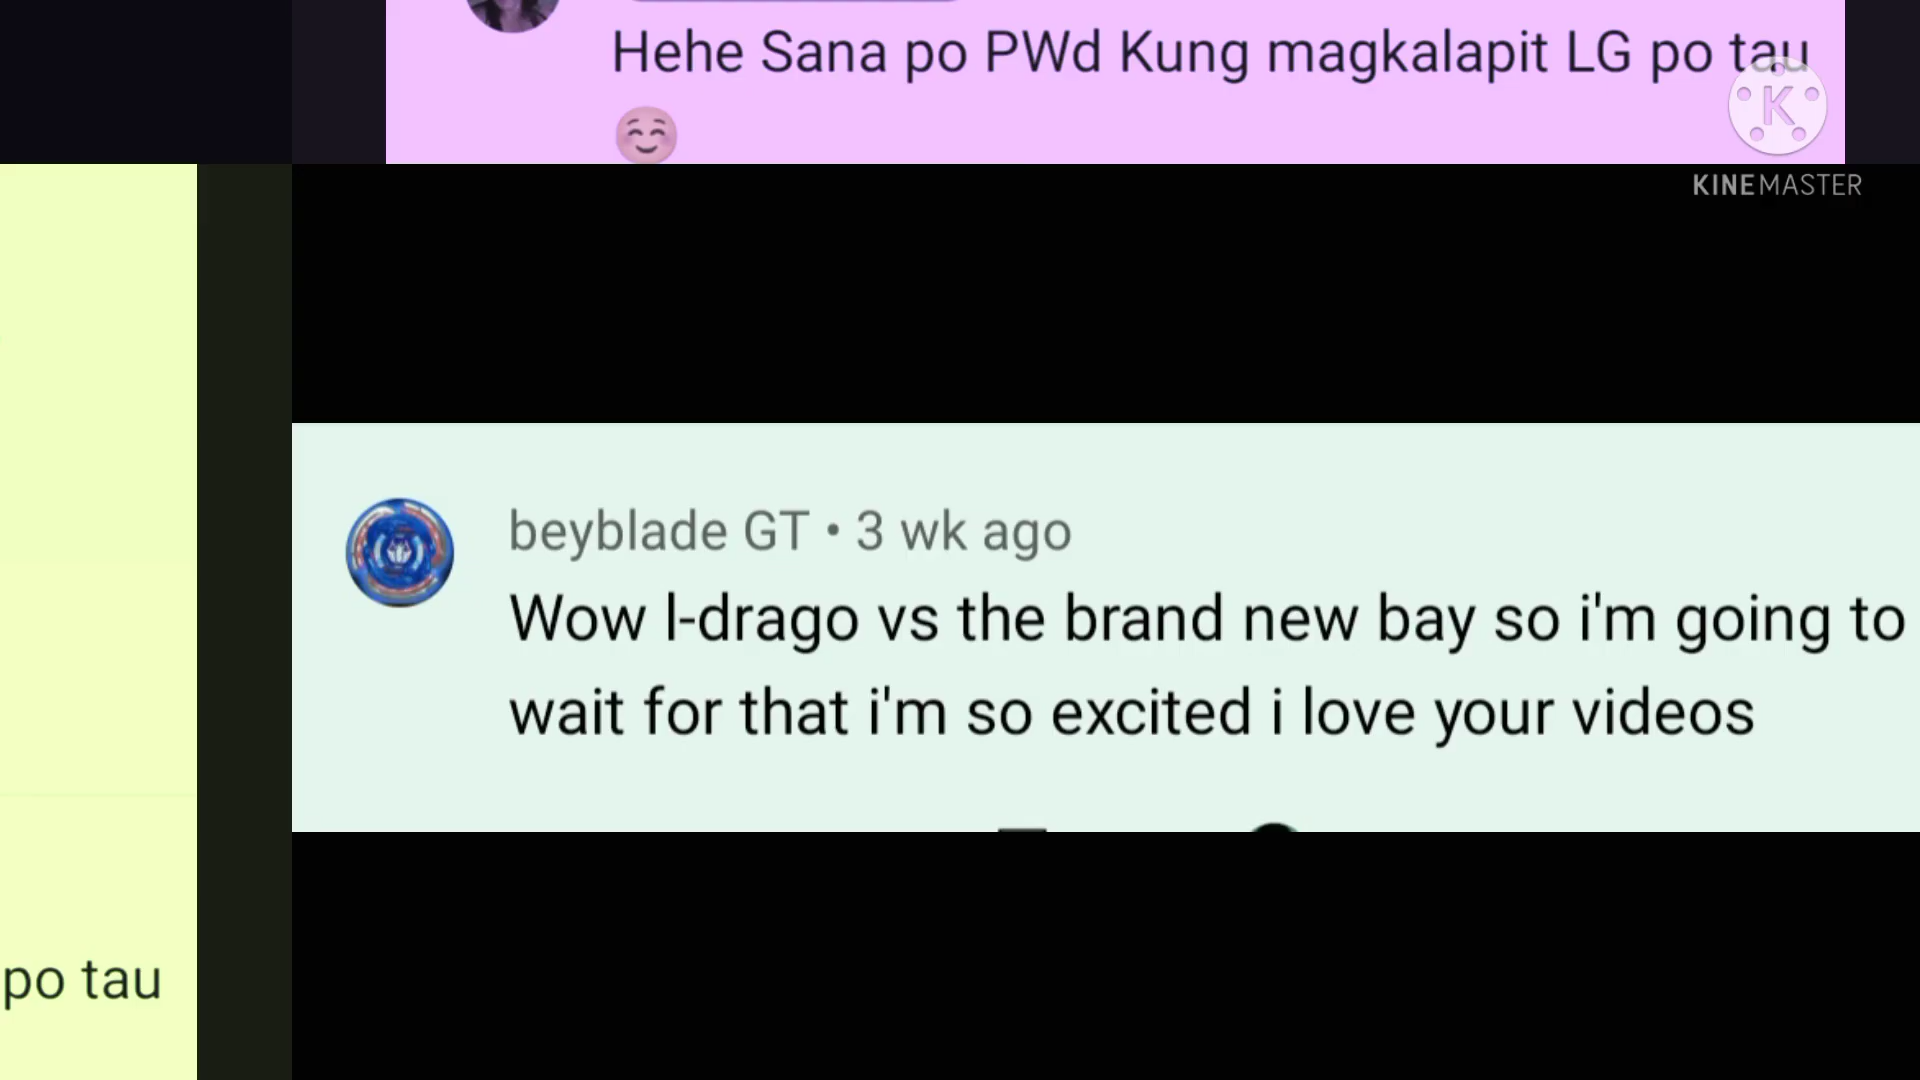 Hehe Sana po PWd Kung magkalapit LG po tau
☺️
K
KINEMASTER
beyblade GT • 3 wk ago
Wow l-drago vs the brand new bay so i'm going to
wait for that i'm so excited i love your videos
po tau